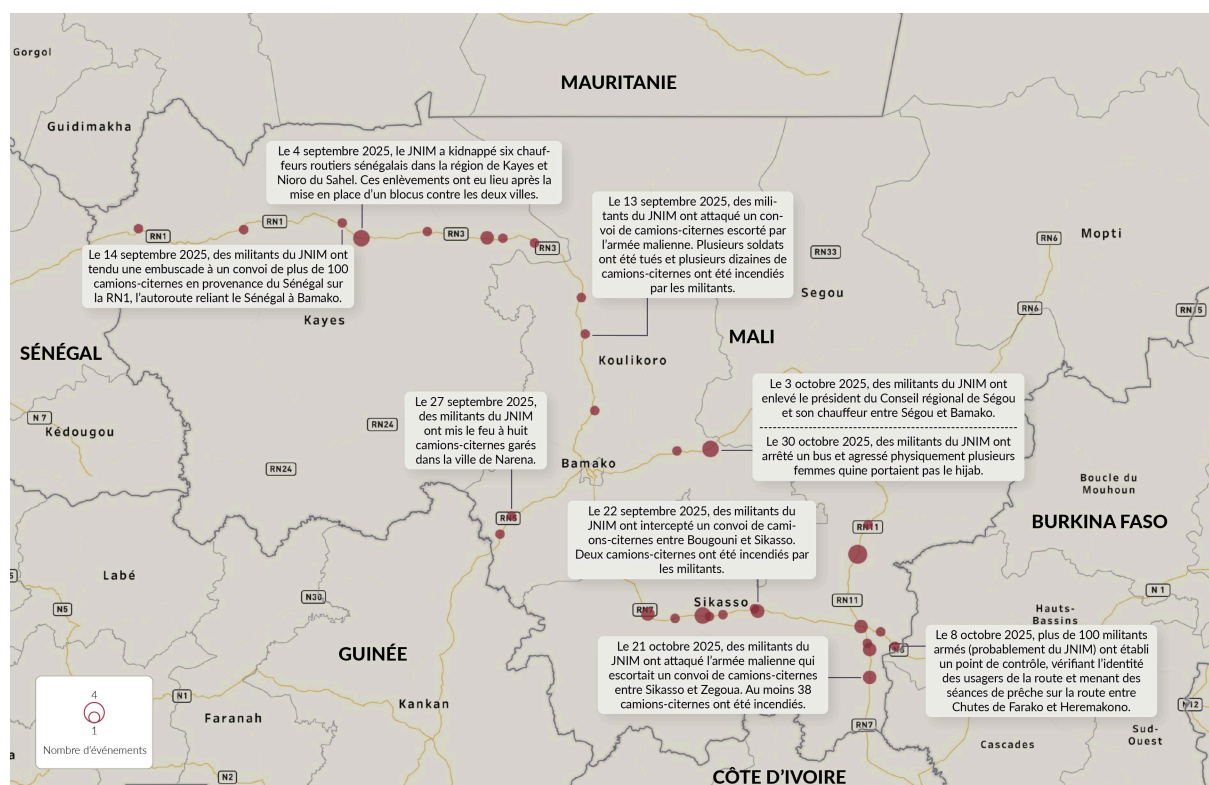 Gorgol
MAURITANIE
Guidimakha
Le 4 septembre 2025, le JNIM a kidnappé six chauf-
feurs routiers sénégalais dans la région de Kayes et
Nioro du Sahel. Ces enlèvements ont eu lieu après la
mise en place d'un blocus contre les deux villes.
Le 13 septembre 2025, des mili-
tants du JNIM ont attaqué un con-
voi de camions-citernes escorté par
l'armée malienne. Plusieurs soldats
ont été tués et plusieurs dizaines de
camions-citernes ont été incendiés
par les militants.
RN1
RN1
RN3
RN3
RN33
RN6
Mopti
Le 14 septembre 2025, des militants du JNIM ont
tendu une embuscade à un convoi de plus de 100
camions-citernes en provenance du Sénégal sur
la RN1, l'autoroute reliant le Sénégal à Bamako.
Segou
RN6
RN15
Kayes
MALI
SÉNÉGAL
Koulikoro
Le 3 octobre 2025, des militants du JNIM ont
enlevé le président du Conseil régional de Ségou
et son chauffeur entre Ségou et Bamako.
Le 30 octobre 2025, des militants du JNIM ont
arrêté un bus et agressé physiquement plusieurs
femmes quine portaient pas le hijab.
Le 27 septembre 2025,
des militants du JNIM
ont mis le feu à huit
camions-citernes garés
dans la ville de Narena.
N 7
Kédougou
RN24
RN24
Bamako
Boucle du
Mouhoun
BURKINA FASO
RN5
RN11
Le 22 septembre 2025, des militants du
JNIM ont intercepté un convoi de cami-
ons-citernes entre Bougouni et Sikasso.
Deux camions-citernes ont été incendiés par
les militants.
Labé
N5
N30
N 1
RN7
Sikasso
RN11
Hauts-
Bassins
N8
GUINÉE
Le 21 octobre 2025, des militants du
JNIM ont attaqué l'armée malienne qui
escortait un convoi de camions-citernes
entre Sikasso et Zegoua. Au moins 38
camions-citernes ont été incendiés.
Le 8 octobre 2025, plus de 100 militants
armés (probablement du JNIM) ont établi
un point de contrôle, vérifiant l'identité
des usagers de la route et menant des
séances de prêche sur la route entre
Chutes de Farako et Heremakono.
4
1
Nombre d'événements
N1
Faranah
Kankan
RN7
N12
Sud-
Ouest
Cascades
N2
CÔTE D'IVOIRE